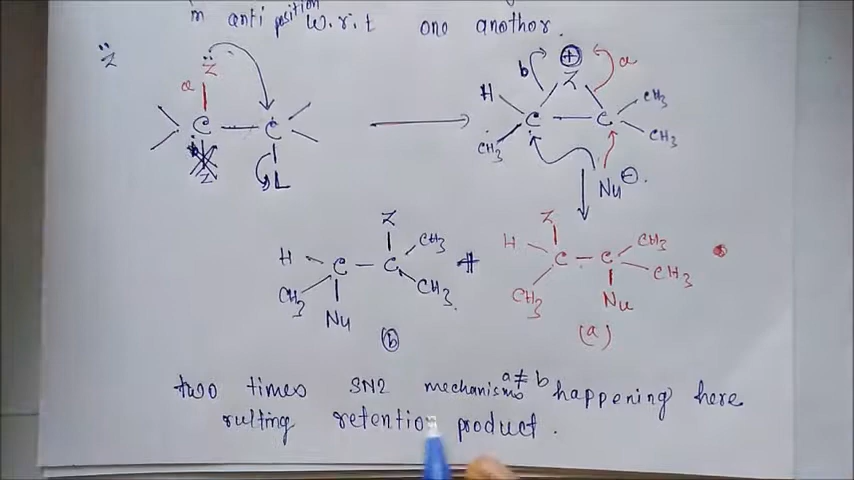 in anti position w.r.t one another.
z̈
z̈
a
C C
z L
⊕
b z a
H C C CH3
CH3 CH3
Nu⊖.
z
H C - C CH3
CH3 CH3.
Nu
(b)
+
z
H C - C CH3
CH3 CH3
Nu
(a)
two times SN2 mechanisms a ≠ b happening here
rulting retention product.